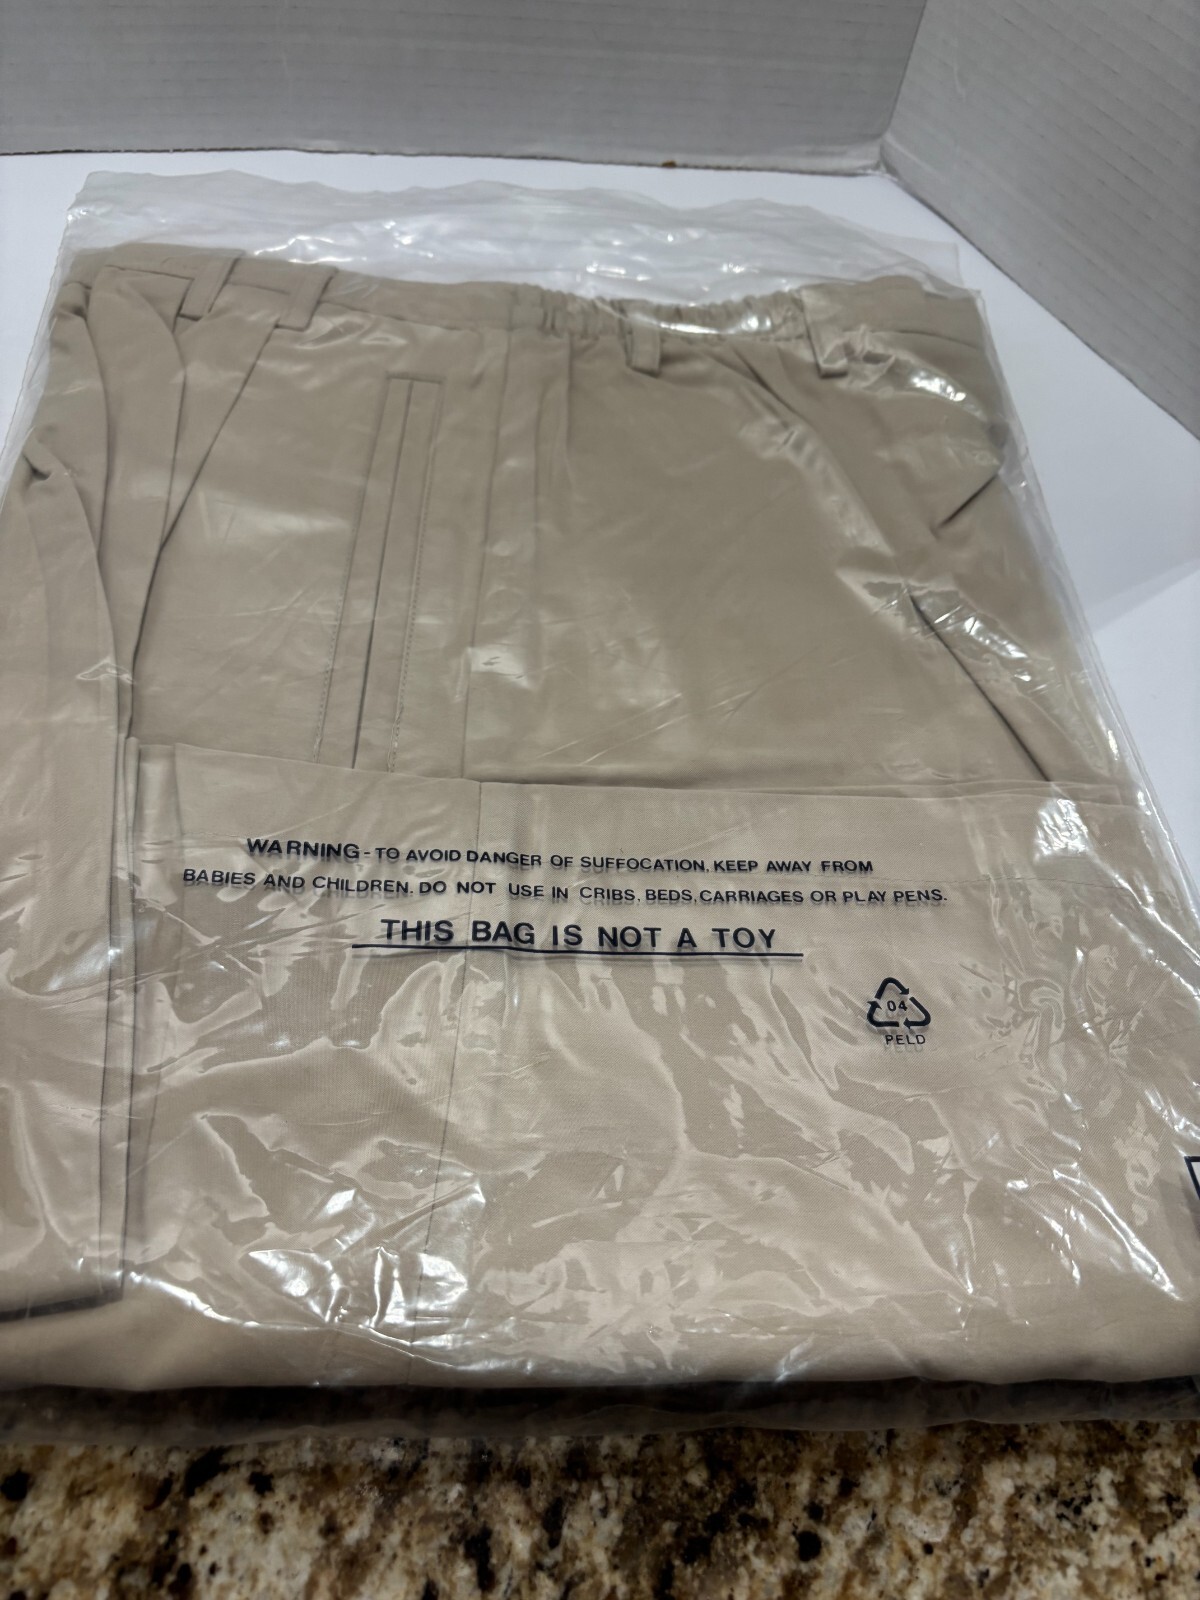 WARNING - TO AVOID DANGER OF SUFFOCATION, KEEP AWAY FROM
BABIES AND CHILDREN. DO NOT USE IN CRIBS, BEDS, CARRIAGES OR PLAY PENS.
THIS BAG IS NOT A TOY
04
PELD